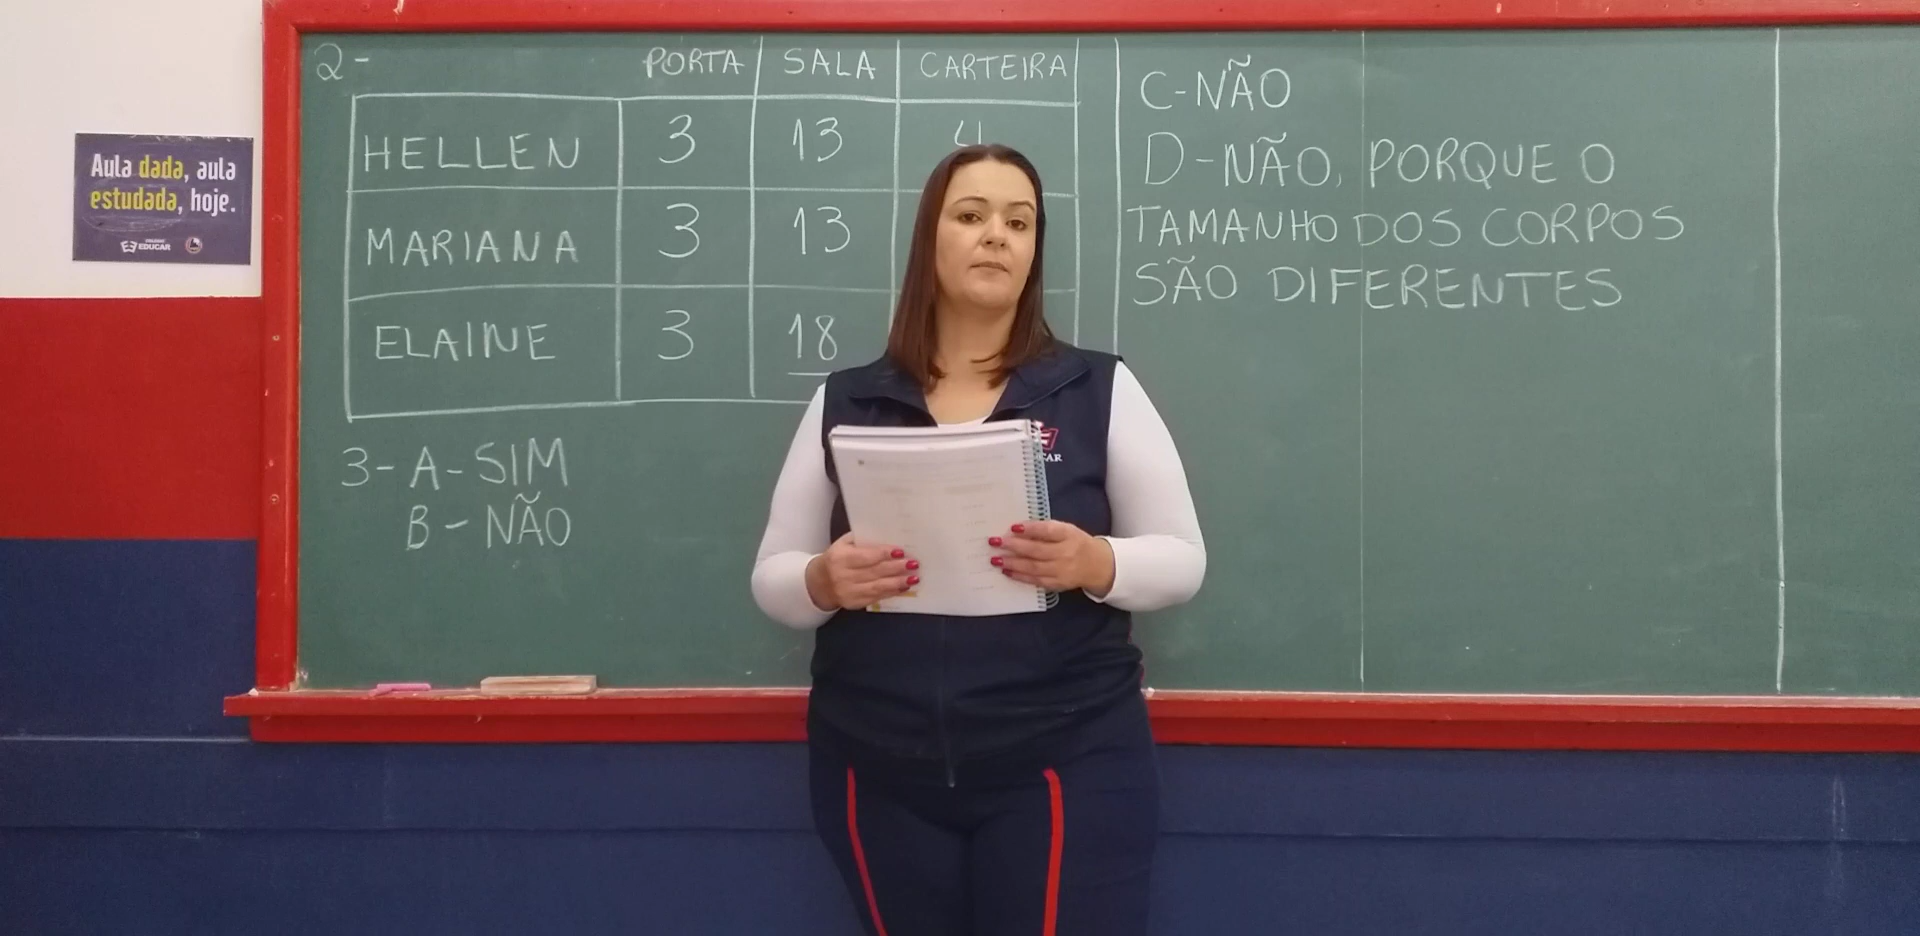 2-
PORTA SALA CARTEIRA
HELLEN 3 13 4
MARIANA 3 13
ELAINE 3 18
3- A- SIM
B - NÃO
C-NÃO
D-NÃO, PORQUE O
TAMANHO DOS CORPOS
SÃO DIFERENTES
Aula dada, aula
estudada, hoje.
EDUCAR